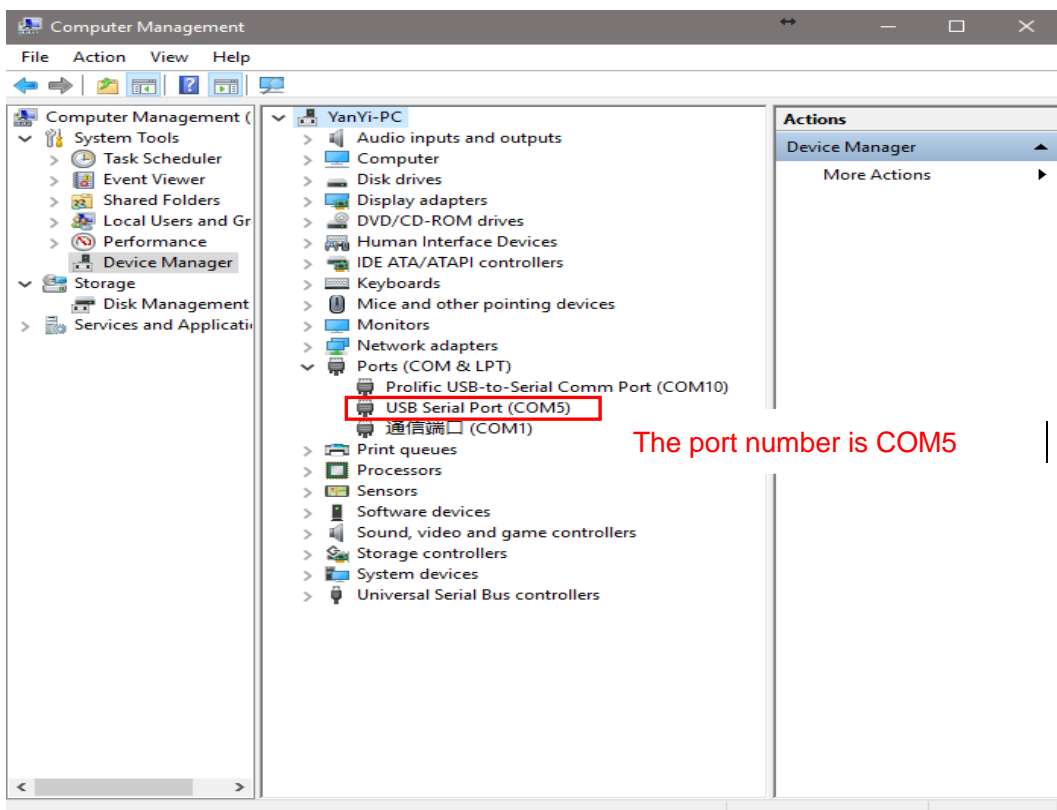 Computer Management
File Action View Help
Computer Management (
System Tools
Task Scheduler
Event Viewer
Shared Folders
Local Users and Gr
Performance
Device Manager
Storage
Disk Management
Services and Applicati
YanYi-PC
Audio inputs and outputs
Computer
Disk drives
Display adapters
DVD/CD-ROM drives
Human Interface Devices
IDE ATA/ATAPI controllers
Keyboards
Mice and other pointing devices
Monitors
Network adapters
Ports (COM & LPT)
Prolific USB-to-Serial Comm Port (COM10)
USB Serial Port (COM5)
通信端口 (COM1)
Print queues
Processors
Sensors
Software devices
Sound, video and game controllers
Storage controllers
System devices
Universal Serial Bus controllers
The port number is COM5
Actions
Device Manager
More Actions